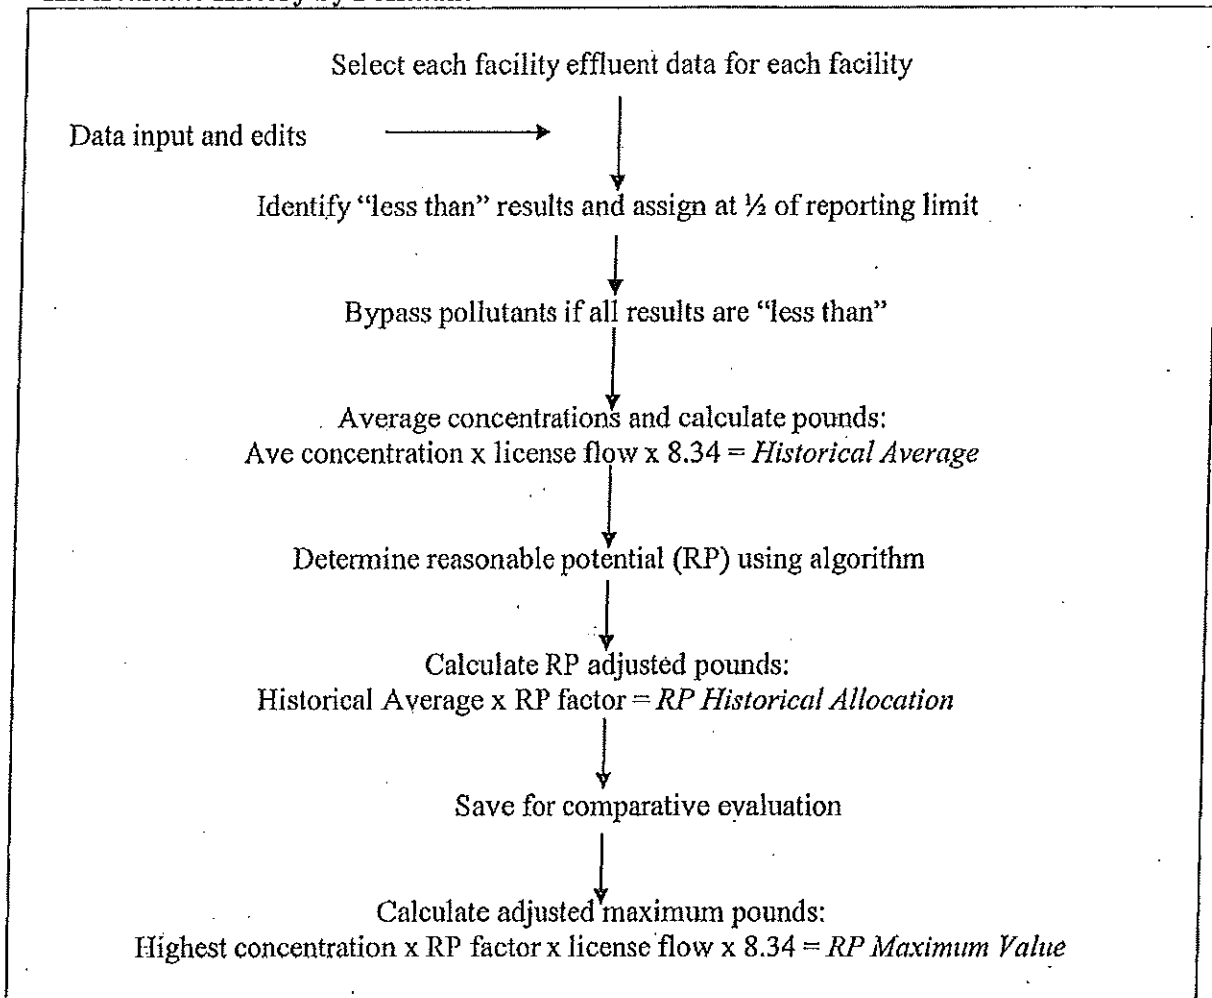 Select each facility effluent data for each facility
Data input and edits
Identify “less than” results and assign at ½ of reporting limit
Bypass pollutants if all results are “less than”
Average concentrations and calculate pounds:
Ave concentration x license flow x 8.34 = Historical Average
Determine reasonable potential (RP) using algorithm
Calculate RP adjusted pounds:
Historical Average x RP factor = RP Historical Allocation
Save for comparative evaluation
Calculate adjusted maximum pounds:
Highest concentration x RP factor x license flow x 8.34 = RP Maximum Value